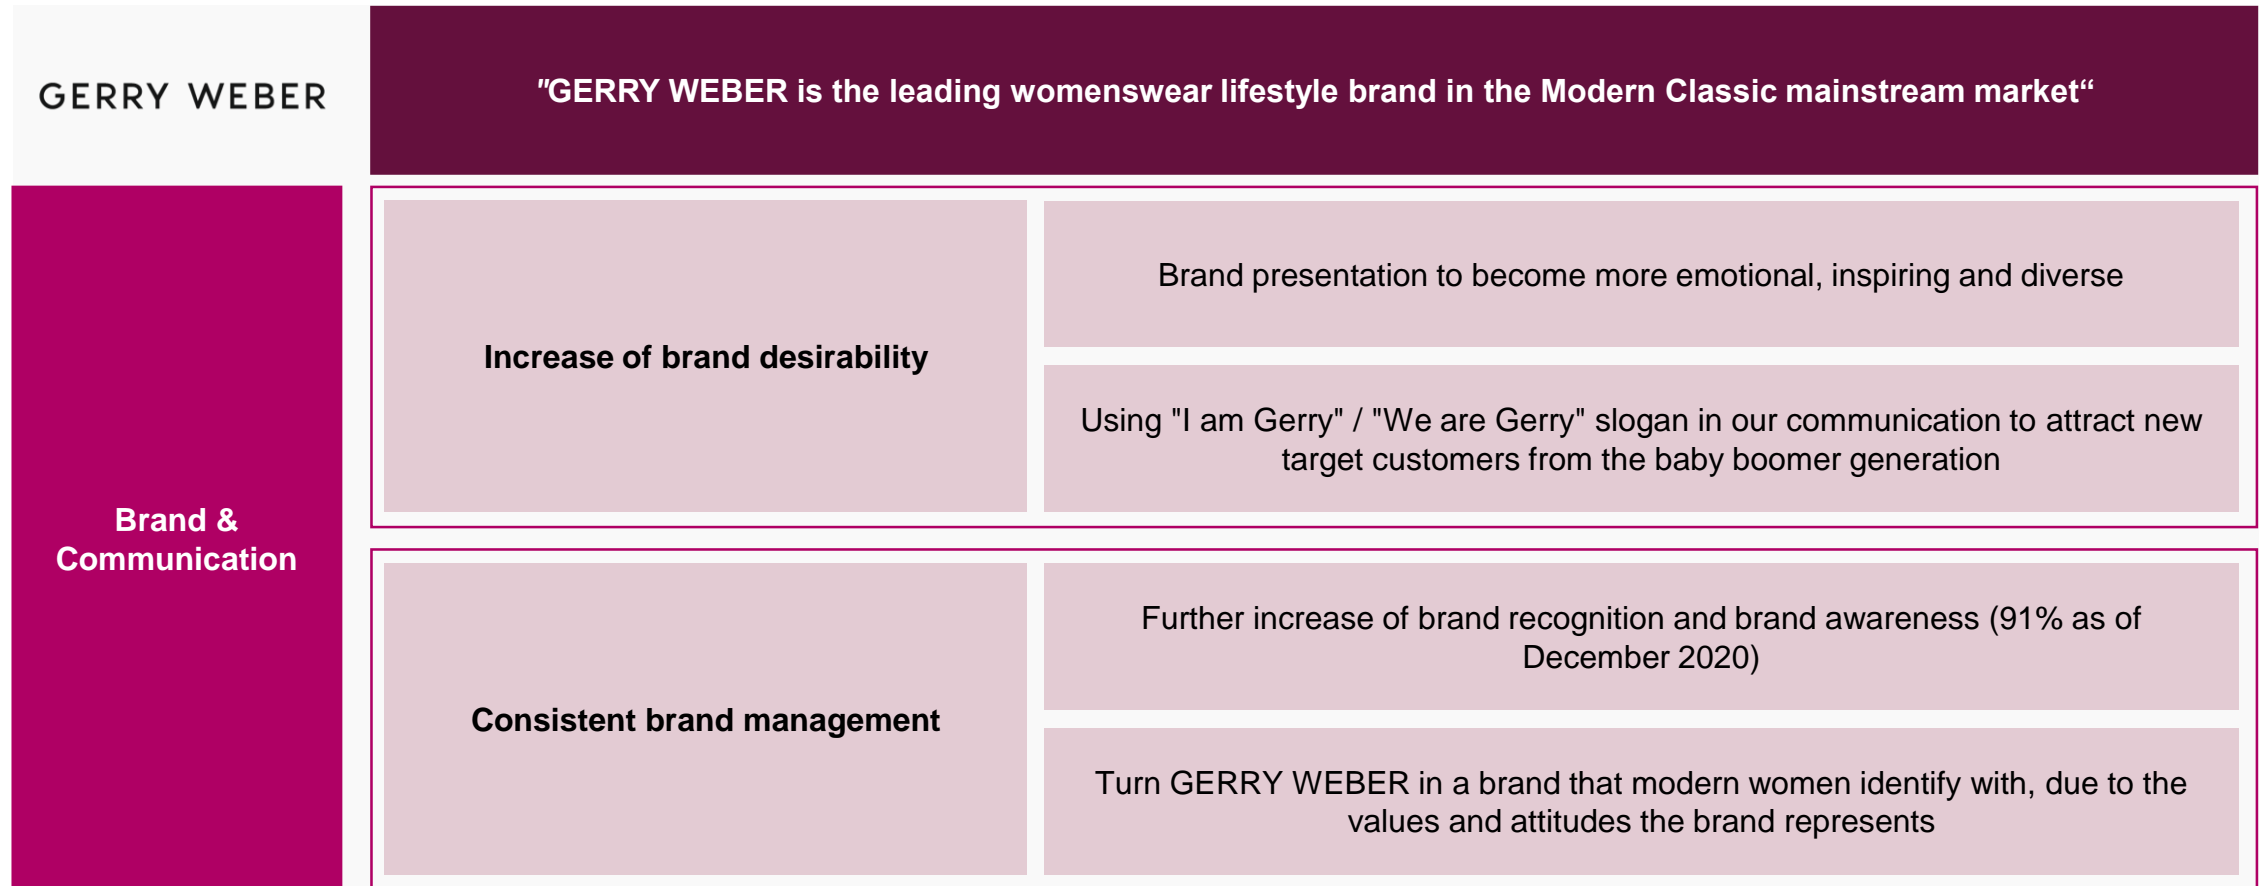 GERRY WEBER
"GERRY WEBER is the leading womenswear lifestyle brand in the Modern Classic mainstream market“
Brand &
Communication
Increase of brand desirability
Brand presentation to become more emotional, inspiring and diverse
Using "I am Gerry" / "We are Gerry" slogan in our communication to attract new
target customers from the baby boomer generation
Consistent brand management
Further increase of brand recognition and brand awareness (91% as of
December 2020)
Turn GERRY WEBER in a brand that modern women identify with, due to the
values and attitudes the brand represents